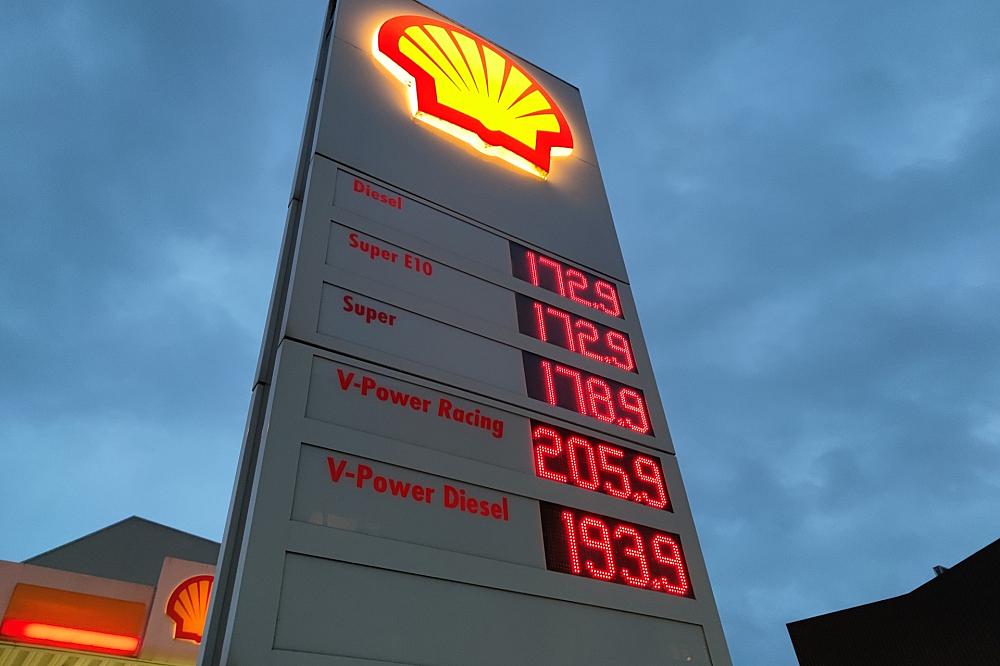 Diesel 172.9
Super E10 172.9
Super 178.9
V-Power Racing 205.9
V-Power Diesel 193.9